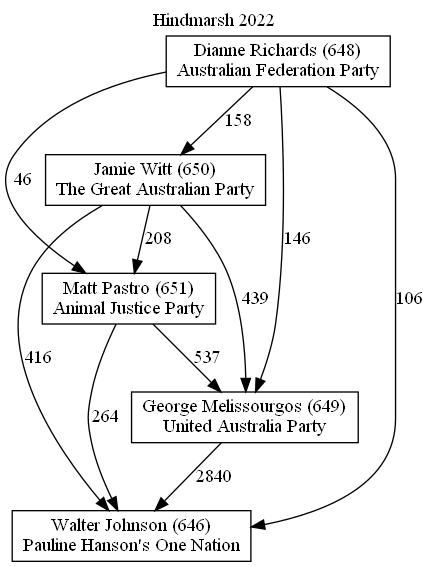 Hindmarsh 2022
Dianne Richards (648)
Australian Federation Party
158
Jamie Witt (650)
The Great Australian Party
46
208
146
Matt Pastro (651)
Animal Justice Party
439
106
416
264
537
George Melissourgos (649)
United Australia Party
2840
Walter Johnson (646)
Pauline Hanson's One Nation